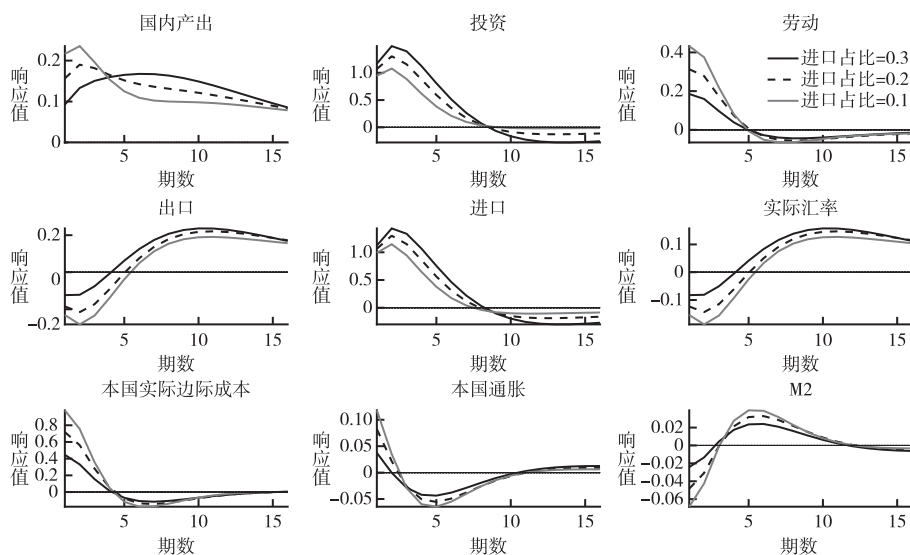 国内产出
响应值
0.2
0.1
0
5
10
15
期数
投资
响应值
1.0
0.5
0
5
10
15
期数
劳动
响应值
0.4
0.2
0
进口占比=0.3
进口占比=0.2
进口占比=0.1
5
10
15
期数
出口
响应值
0.2
0
-0.2
5
10
15
期数
进口
响应值
1.0
0.5
0
5
10
15
期数
实际汇率
响应值
0.1
0
-0.1
5
10
15
期数
本国实际边际成本
响应值
0.8
0.6
0.4
0.2
0
5
10
15
期数
本国通胀
响应值
0.10
0.05
0
-0.05
5
10
15
期数
M2
响应值
0.02
0
-0.02
-0.04
-0.06
5
10
15
期数